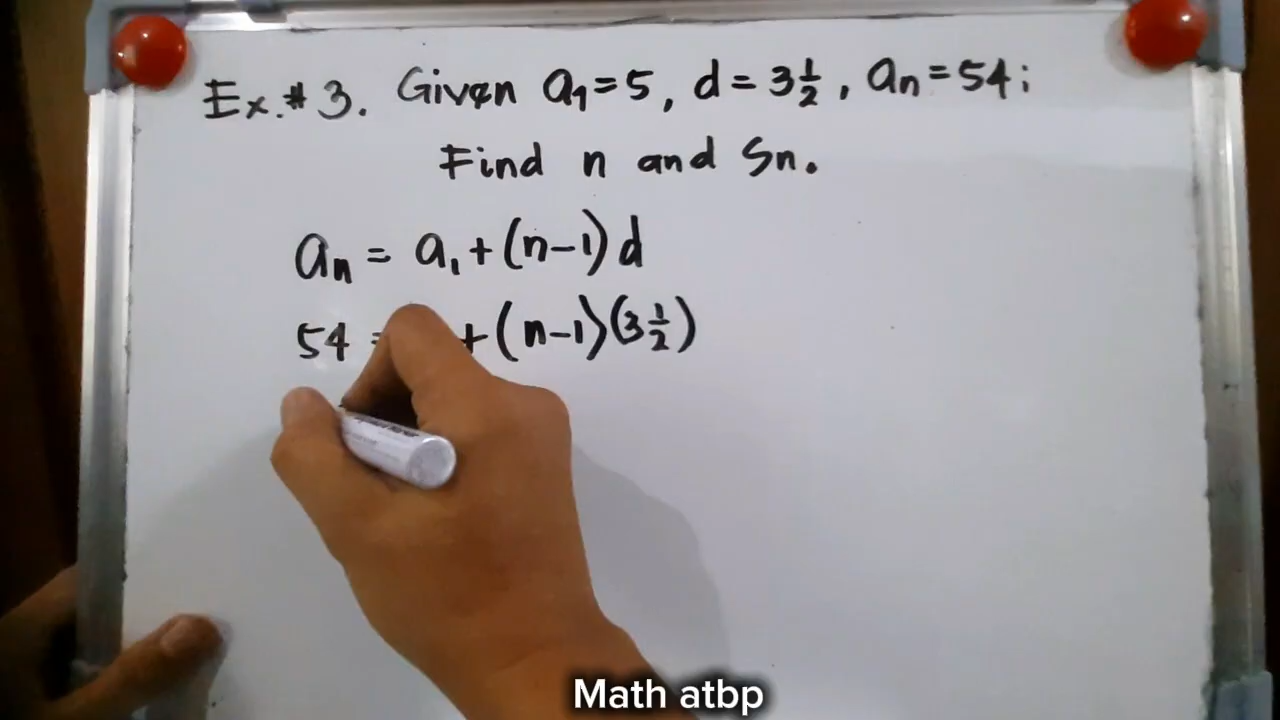 Ex. # 3. Given a₁ = 5, d = 3½, aₙ = 54;
Find n and Sn.
aₙ = a₁ + (n-1) d
54 = + (n-1)(3½)
Math atbp